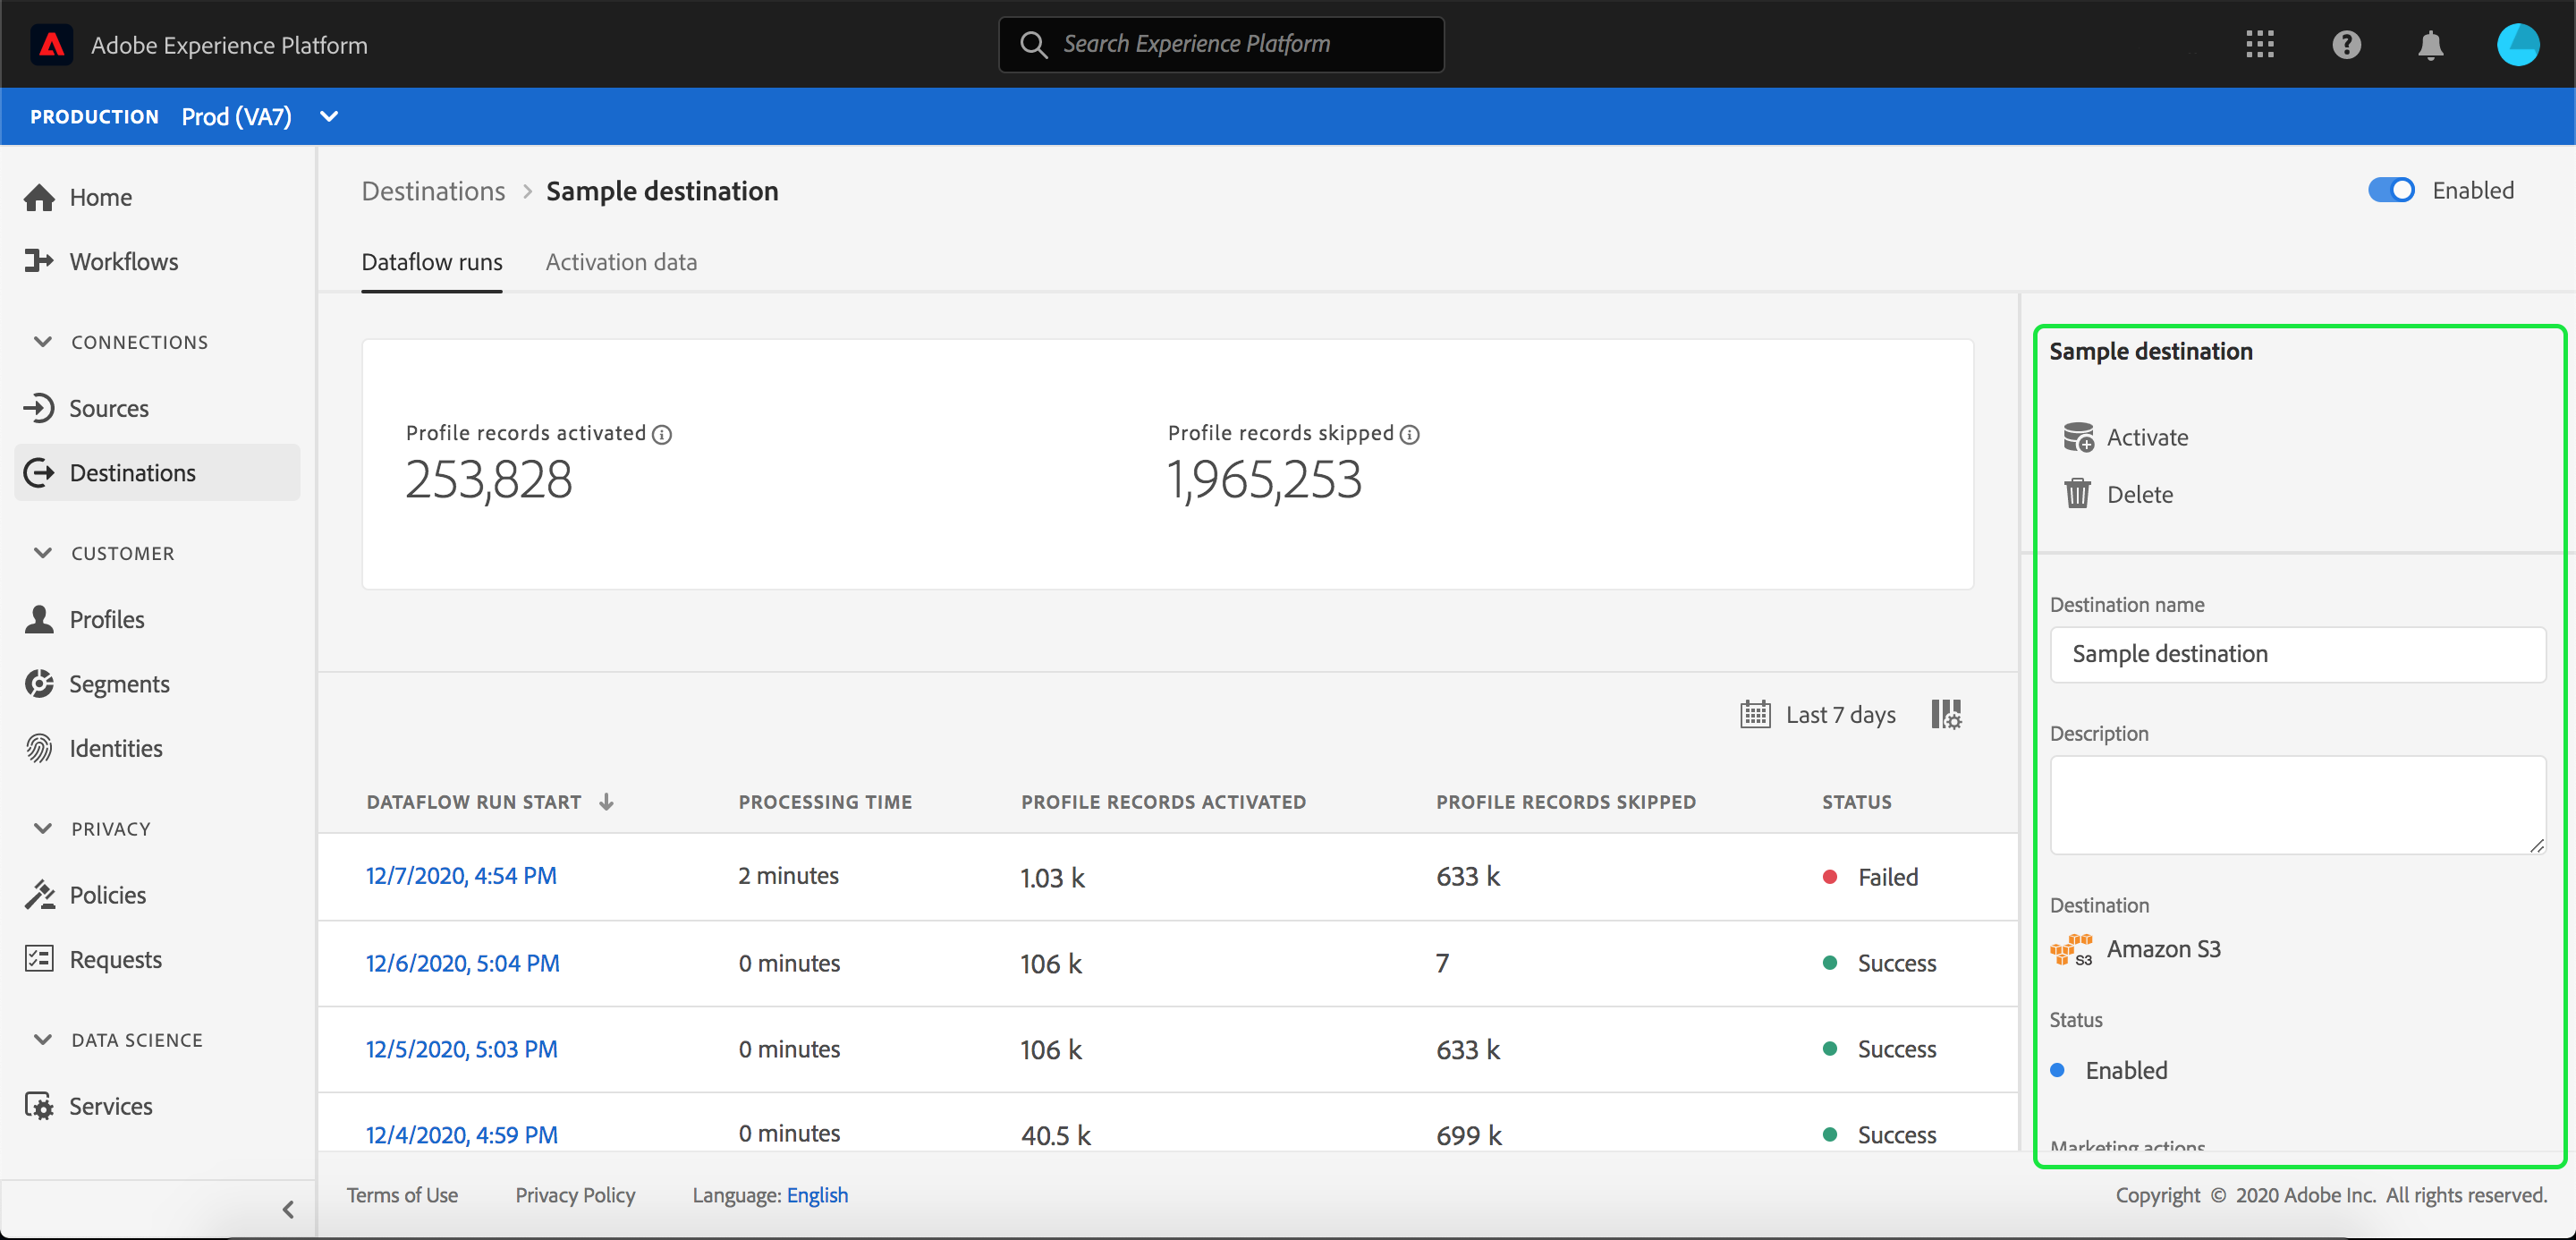 Adobe Experience Platform
Search Experience Platform
PRODUCTION Prod (VA7)
Home
Workflows
CONNECTIONS
Sources
Destinations
CUSTOMER
Profiles
Segments
Identities
PRIVACY
Policies
Requests
DATA SCIENCE
Services
Destinations > Sample destination
Enabled
Dataflow runs Activation data
Profile records activated
253,828
Profile records skipped
1,965,253
Last 7 days
DATAFLOW RUN START PROCESSING TIME PROFILE RECORDS ACTIVATED PROFILE RECORDS SKIPPED STATUS
12/7/2020, 4:54 PM 2 minutes 1.03 k 633 k Failed
12/6/2020, 5:04 PM 0 minutes 106 k 7 Success
12/5/2020, 5:03 PM 0 minutes 106 k 633 k Success
12/4/2020, 4:59 PM 0 minutes 40.5 k 699 k Success
Sample destination
Activate
Delete
Destination name
Sample destination
Description
Destination
S3 Amazon S3
Status
Enabled
Marketing actions
Terms of Use Privacy Policy Language: English
Copyright © 2020 Adobe Inc. All rights reserved.